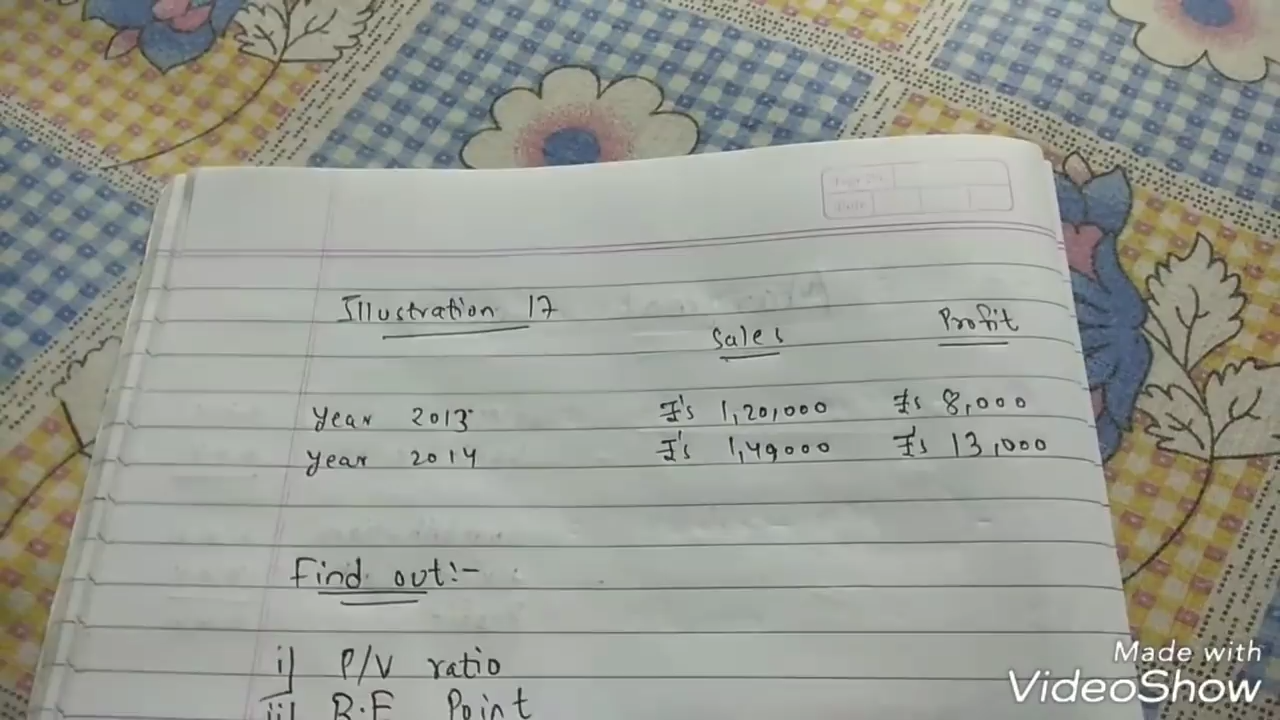 Illustration 17
Sales Profit
Year 2013 ₹'s 1,20,000 ₹s 8,000
Year 2014 ₹'s 1,49000 ₹'s 13,000
Find out:-
i) P/V ratio
ii) B.E Point
Made with
VideoShow